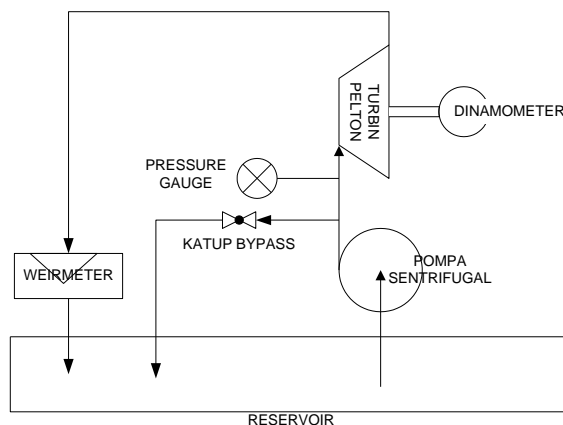 TURBIN
PELTON
DINAMOMETER
PRESSURE
GAUGE
KATUP BYPASS
WEIRMETER
POMPA
SENTRIFUGAL
RESERVOIR